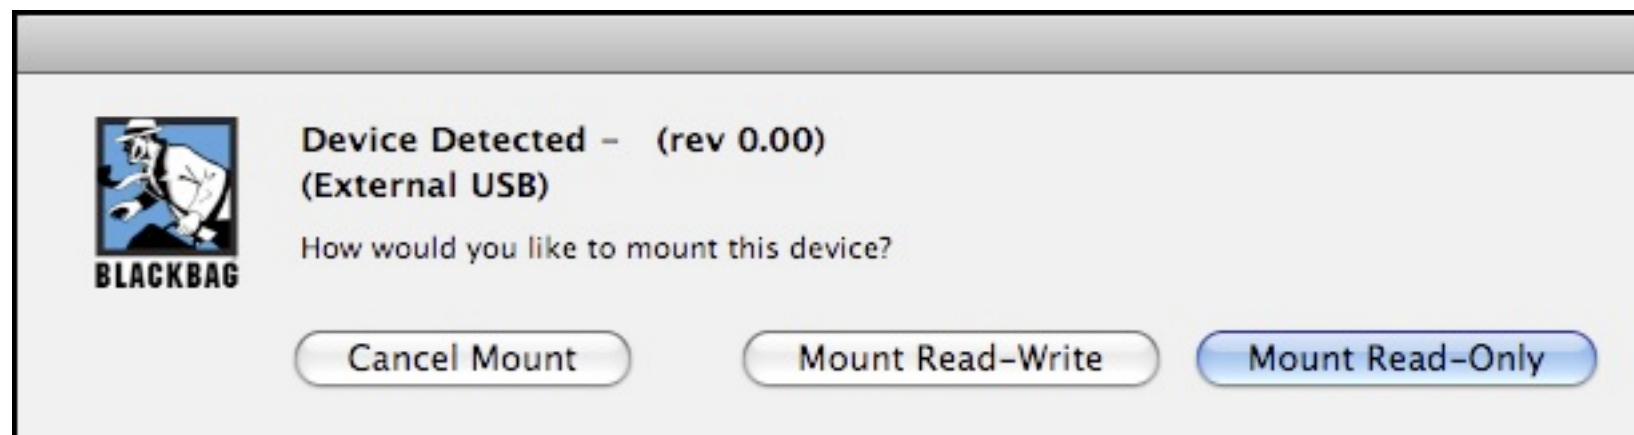 Device Detected – (rev 0.00)
(External USB)
How would you like to mount this device?
BLACKBAG
Cancel Mount
Mount Read-Write
Mount Read-Only